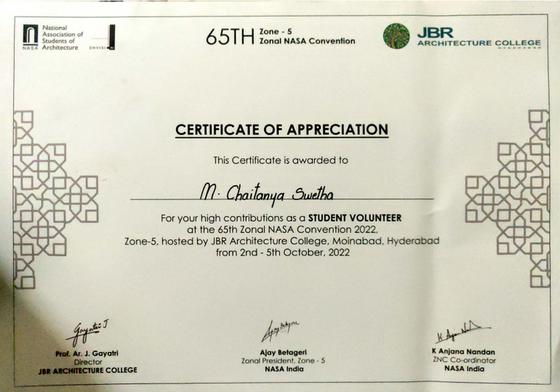 National
Association of
Students of
Architecture
NASA
65TH Zone - 5
Zonal NASA Convention
JBR
ARCHITECTURE COLLEGE
HYDERABAD
CERTIFICATE OF APPRECIATION
This Certificate is awarded to
M. Chaitanya Swetha
For your high contributions as a STUDENT VOLUNTEER
at the 65th Zonal NASA Convention 2022,
Zone-5, hosted by JBR Architecture College, Moinabad, Hyderabad
from 2nd - 5th October, 2022
Gayatri J
Prof. Ar. J. Gayatri
Director
JBR ARCHITECTURE COLLEGE
Ajay Betageri
Zonal President, Zone - 5
NASA India
K Anjana Nandan
ZNC Co-ordinator
NASA India